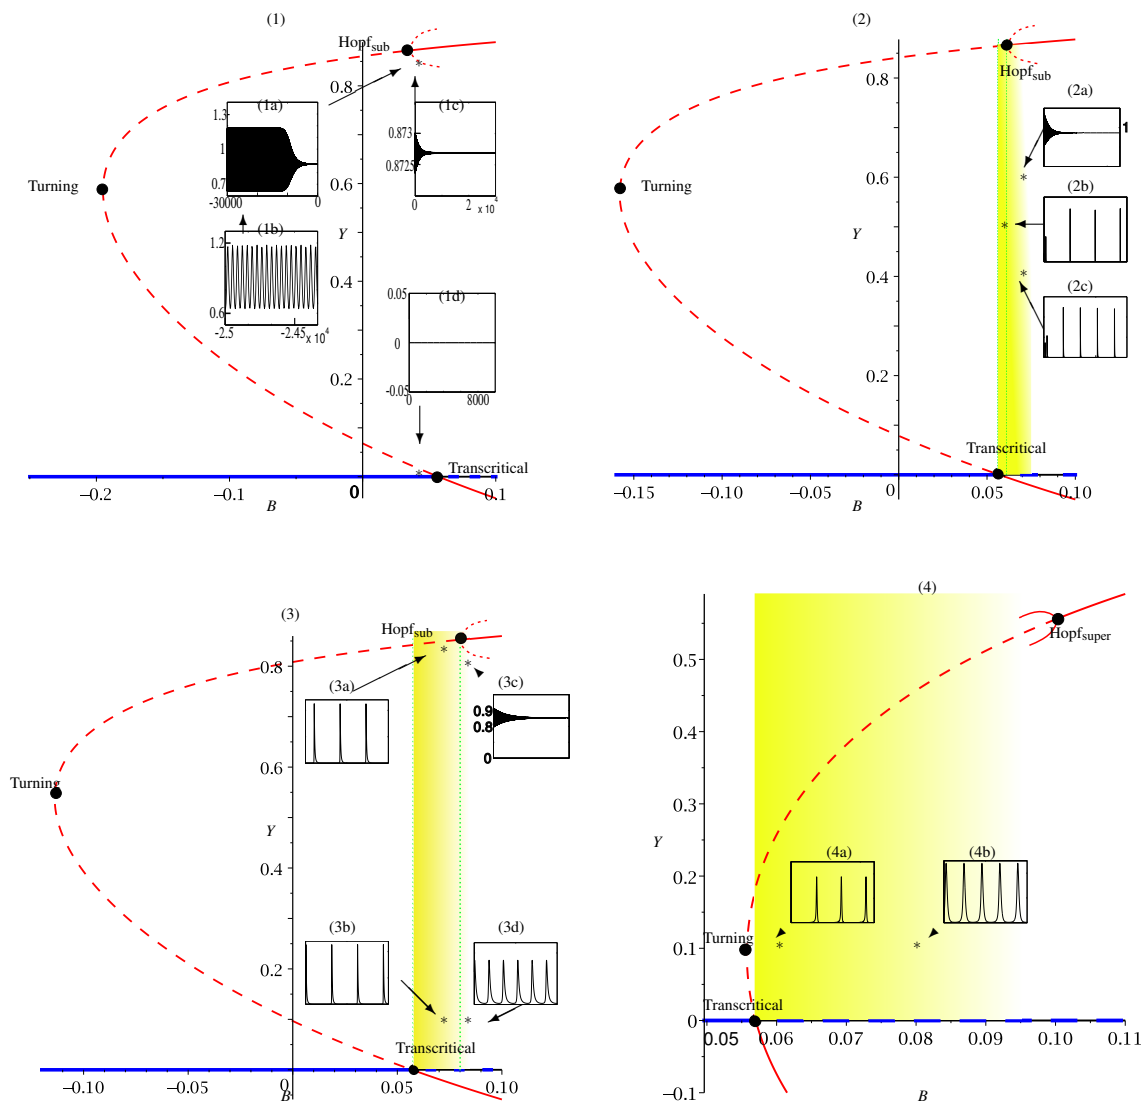 (1)
Hopf_sub
0.8
(1a)
1.3
1
0.7
-30000
0
(1c)
0.873
0.8725
0
2
x 10^4
Turning
0.6
(1b)
1.2
0.6
-2.5
-2.45
x 10^4
Y
(1d)
0.05
0
-0.05
0
8000
0.2
Transcritical
−0.2
−0.1
0
0.1
B
(2)
Hopf_sub
0.8
(2a)
1
0.6
Turning
(2b)
Y
0.4
(2c)
0.2
Transcritical
−0.15
−0.10
−0.05
0
0.05
0.10
B
(3)
Hopf_sub
0.8
(3a)
(3c)
0.9
0.8
0
Turning
0.6
Y
0.4
(3b)
(3d)
0.2
Transcritical
−0.10
−0.05
0
0.05
0.10
B
(4)
Hopf_super
0.5
0.4
0.3
Y
0.2
(4a)
(4b)
Turning
0.1
Transcritical
0
0.05
0.06
0.07
0.08
0.09
0.10
0.11
−0.1
B